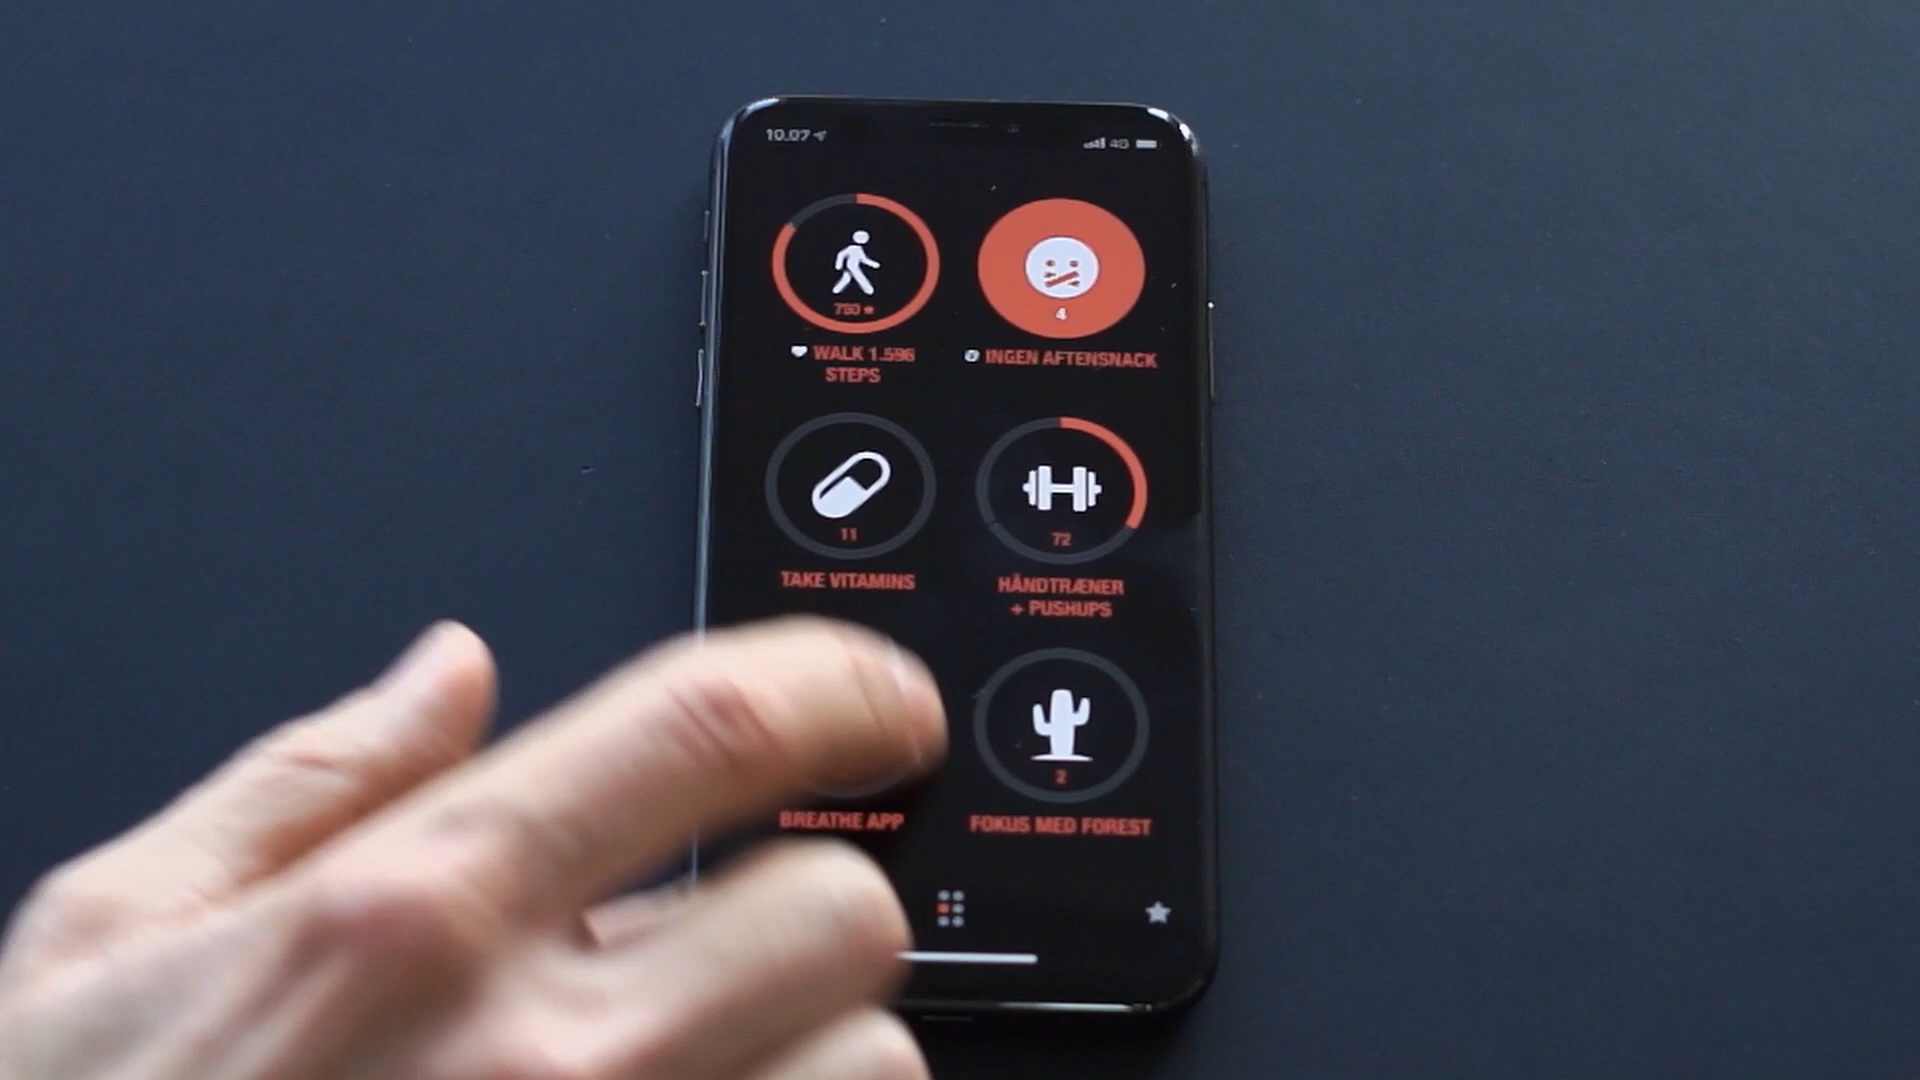 10.07
4G
WALK 1.596
STEPS
4
INGEN AFTENSNACK
11
TAKE VITAMINS
72
HÅNDTRÆNER
+ PUSHUPS
BREATHE APP
2
FOKUS MED FOREST